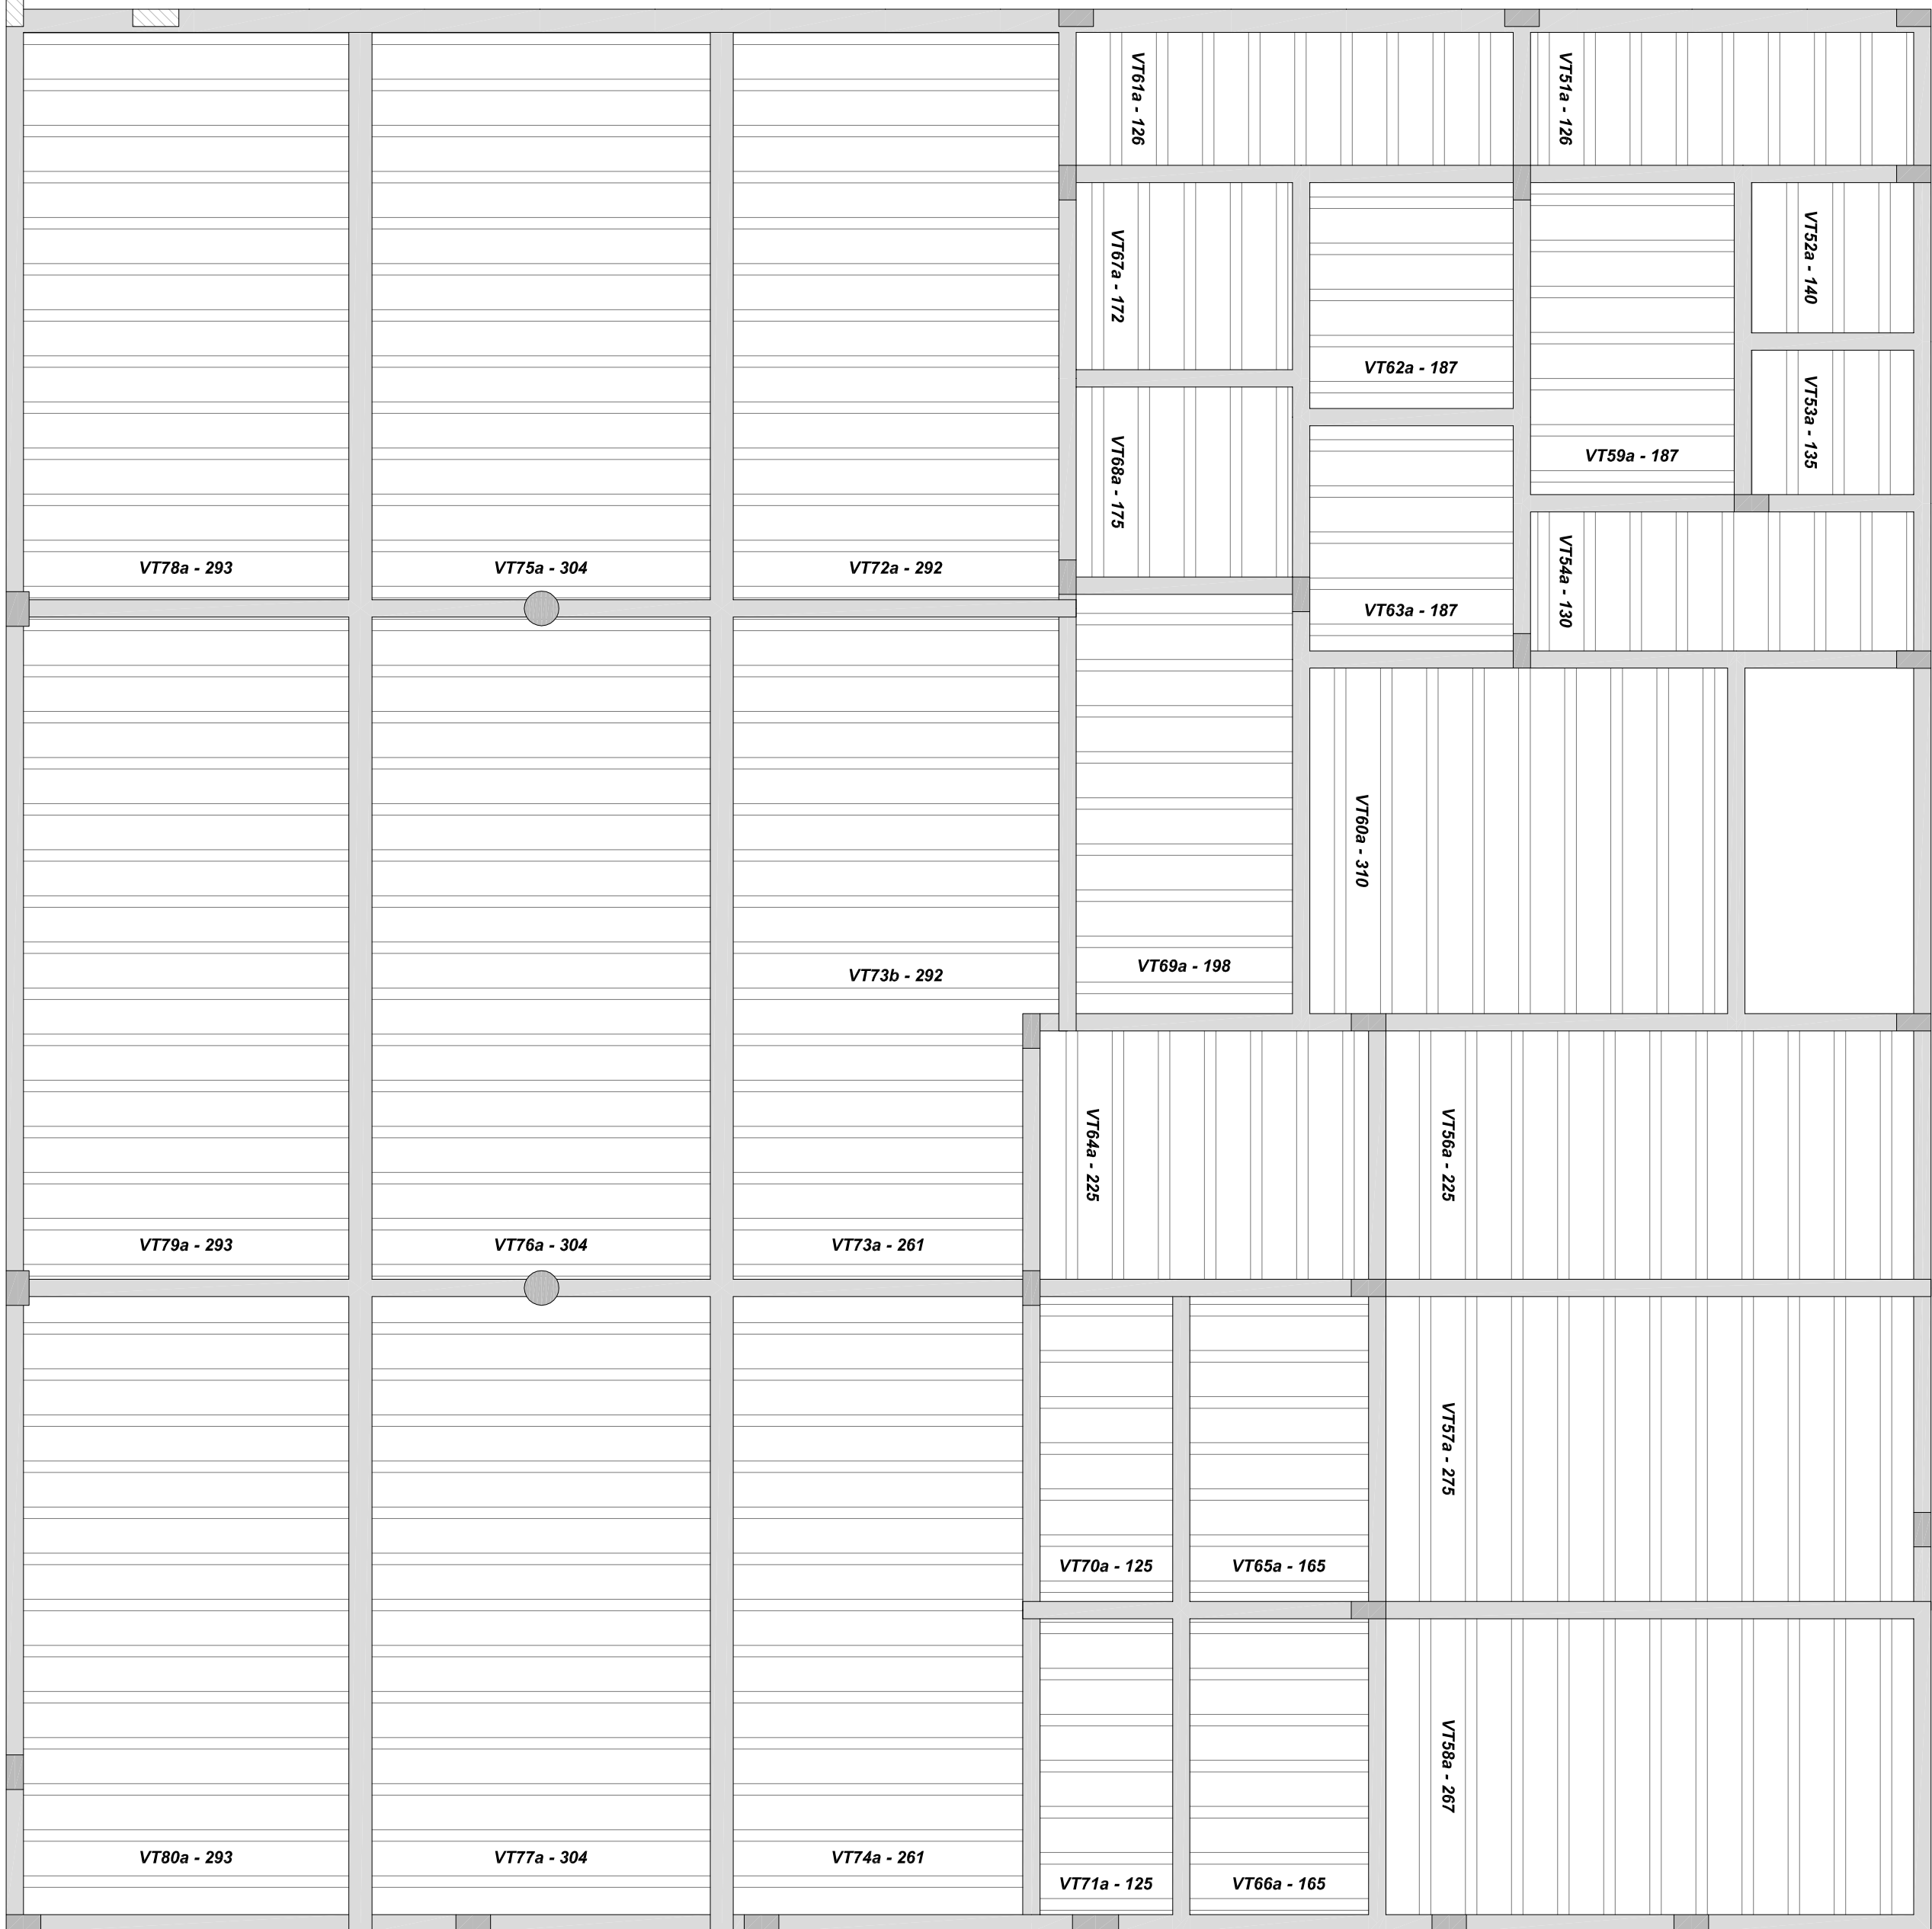 VT61a - 126
VT51a - 126
VT67a - 172
VT52a - 140
VT62a - 187
VT53a - 135
VT59a - 187
VT68a - 175
VT78a - 293
VT75a - 304
VT72a - 292
VT54a - 130
VT63a - 187
VT60a - 310
VT69a - 198
VT73b - 292
VT64a - 225
VT56a - 225
VT79a - 293
VT76a - 304
VT73a - 261
VT57a - 275
VT70a - 125
VT65a - 165
VT58a - 267
VT80a - 293
VT77a - 304
VT74a - 261
VT71a - 125
VT66a - 165